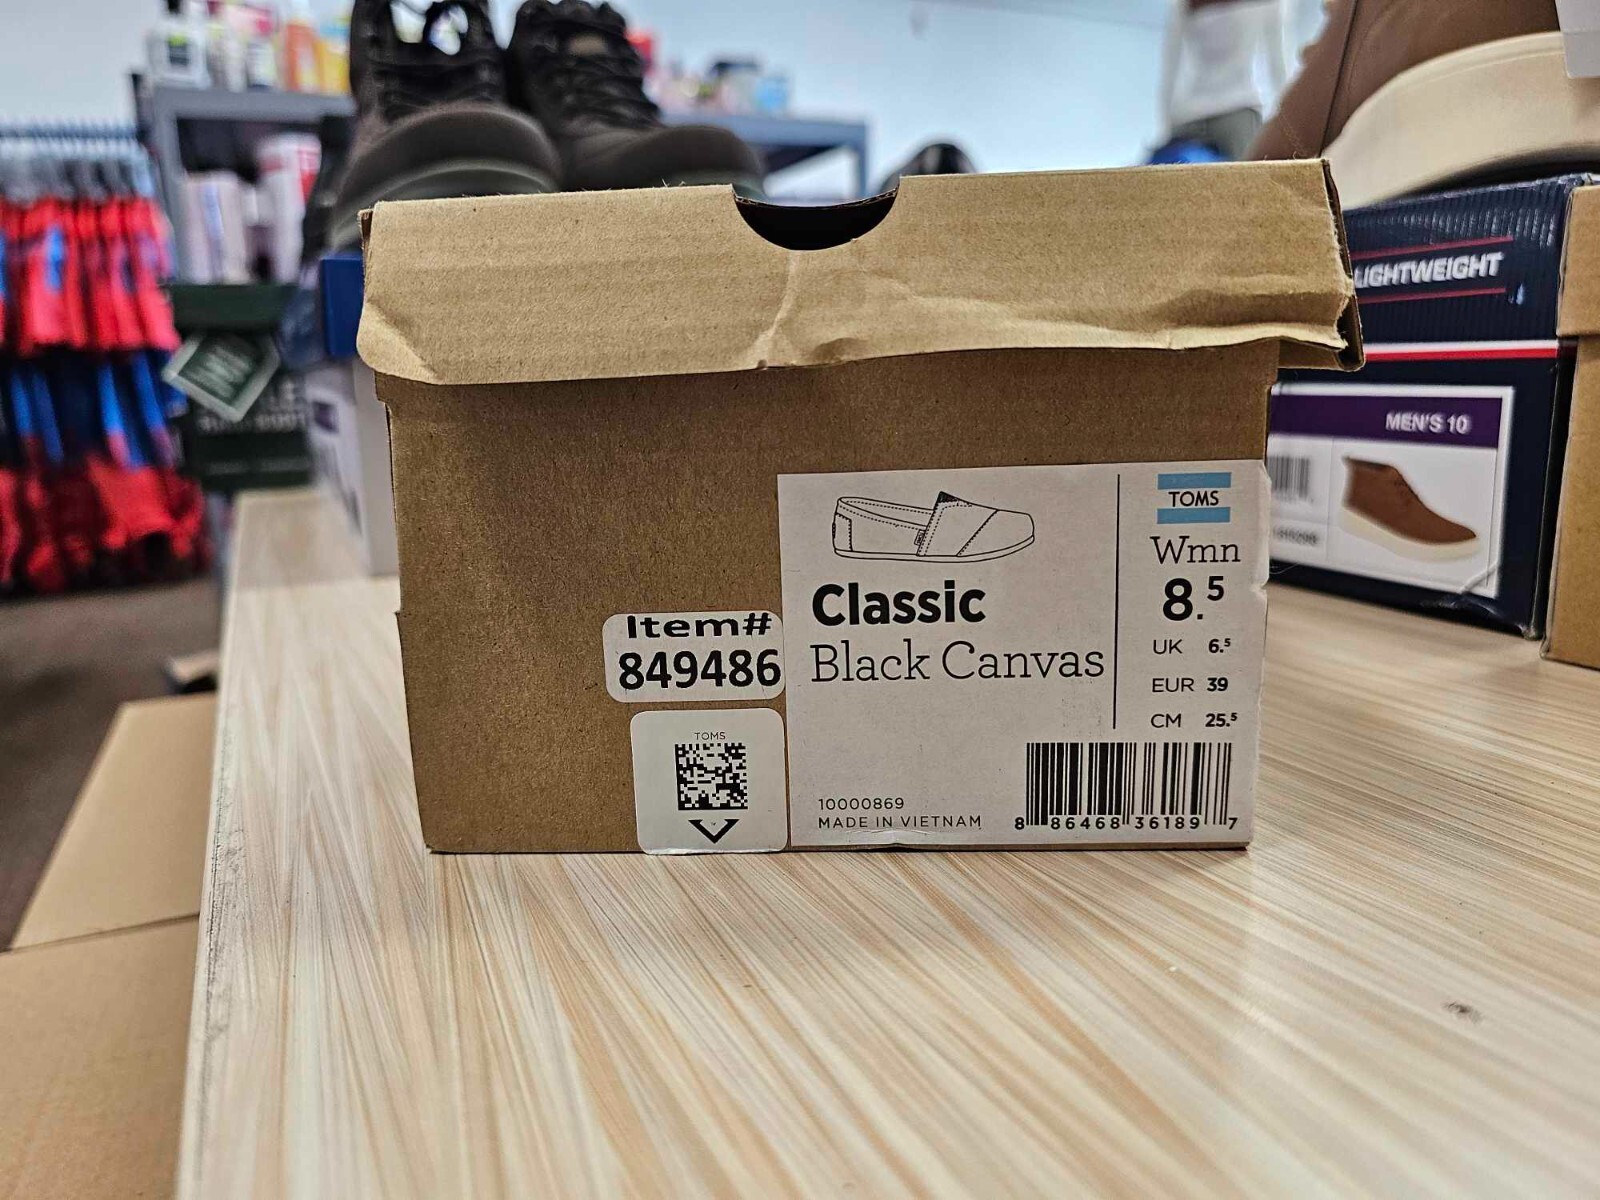 LIGHTWEIGHT
MEN'S 10
TOMS
Wmn
8.5
UK 6.5
EUR 39
CM 25.5
Classic
Black Canvas
Item#
849486
TOMS
10000869
MADE IN VIETNAM
8 86468 36189 7